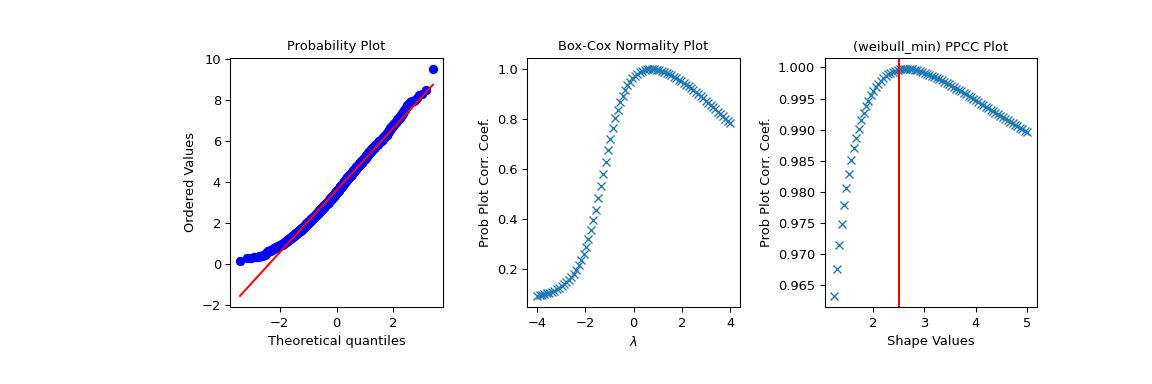 Probability Plot
Ordered Values
10
8
6
4
2
0
−2
−2 0 2
Theoretical quantiles
Box-Cox Normality Plot
Prob Plot Corr. Coef.
1.0
0.8
0.6
0.4
0.2
−4 −2 0 2 4
λ
(weibull_min) PPCC Plot
Prob Plot Corr. Coef.
1.000
0.995
0.990
0.985
0.980
0.975
0.970
0.965
2 3 4 5
Shape Values